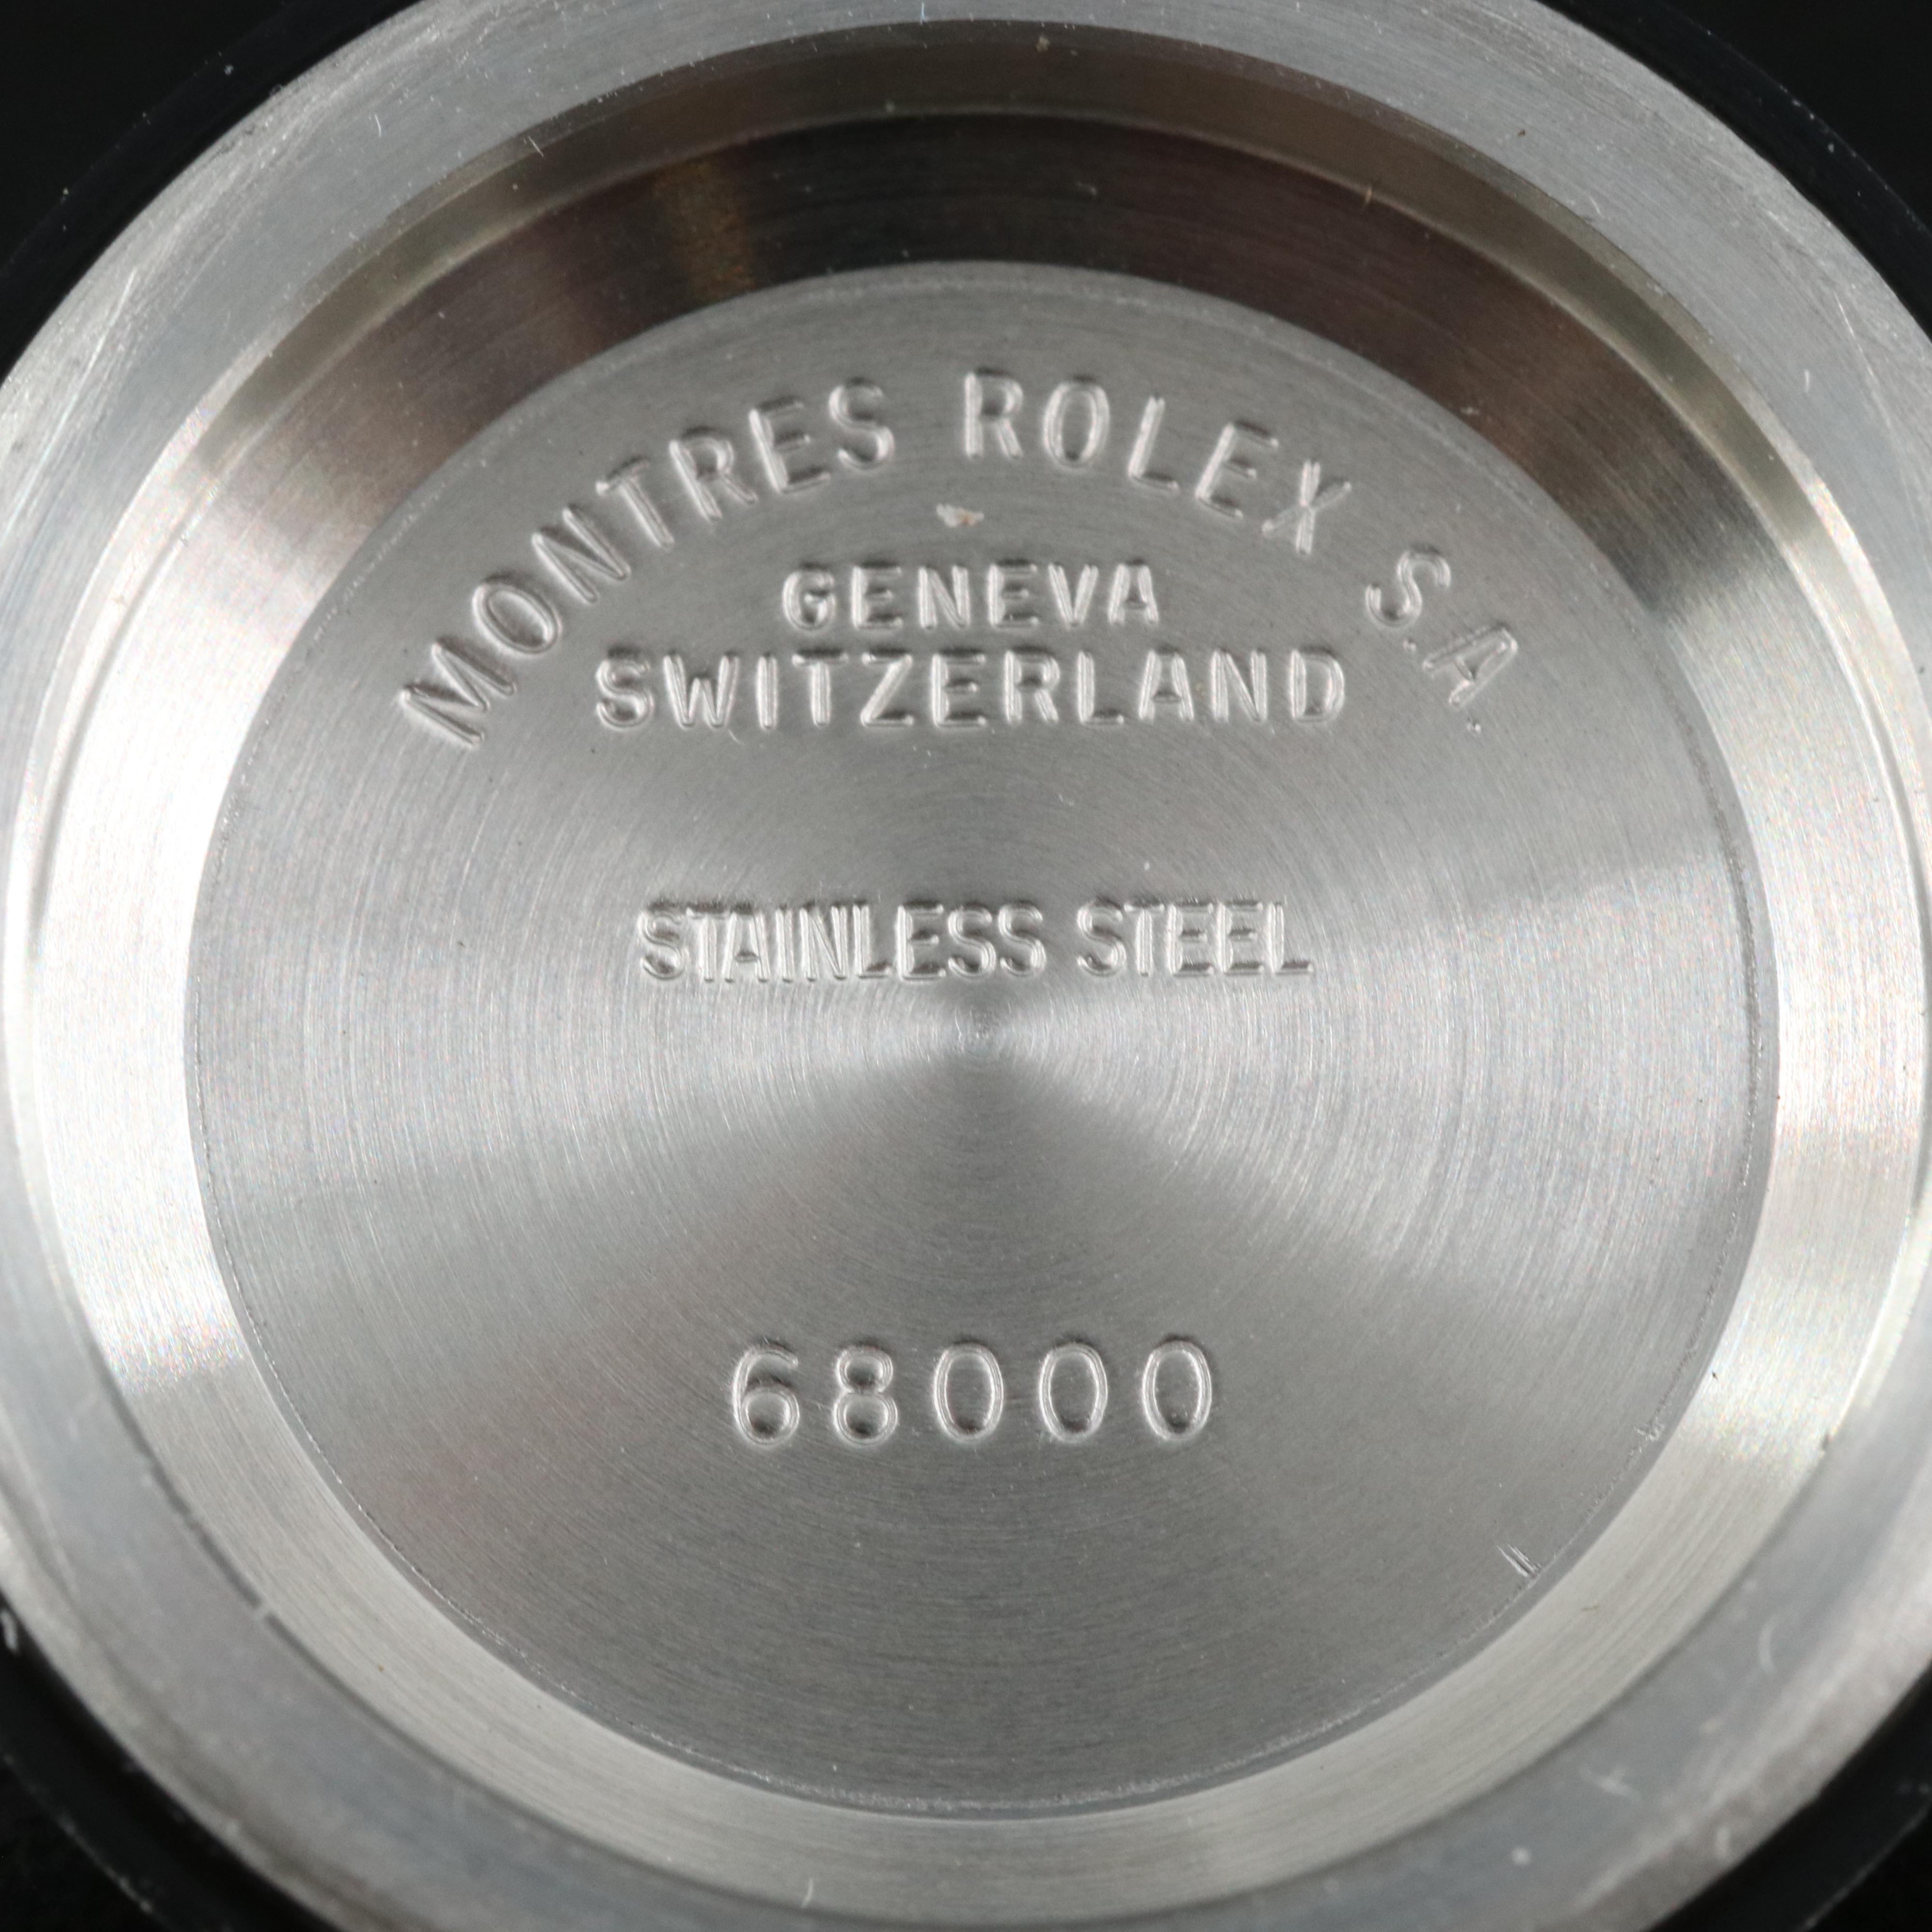 MONTRES ROLEX S.A.
GENEVA
SWITZERLAND
STAINLESS STEEL
68000